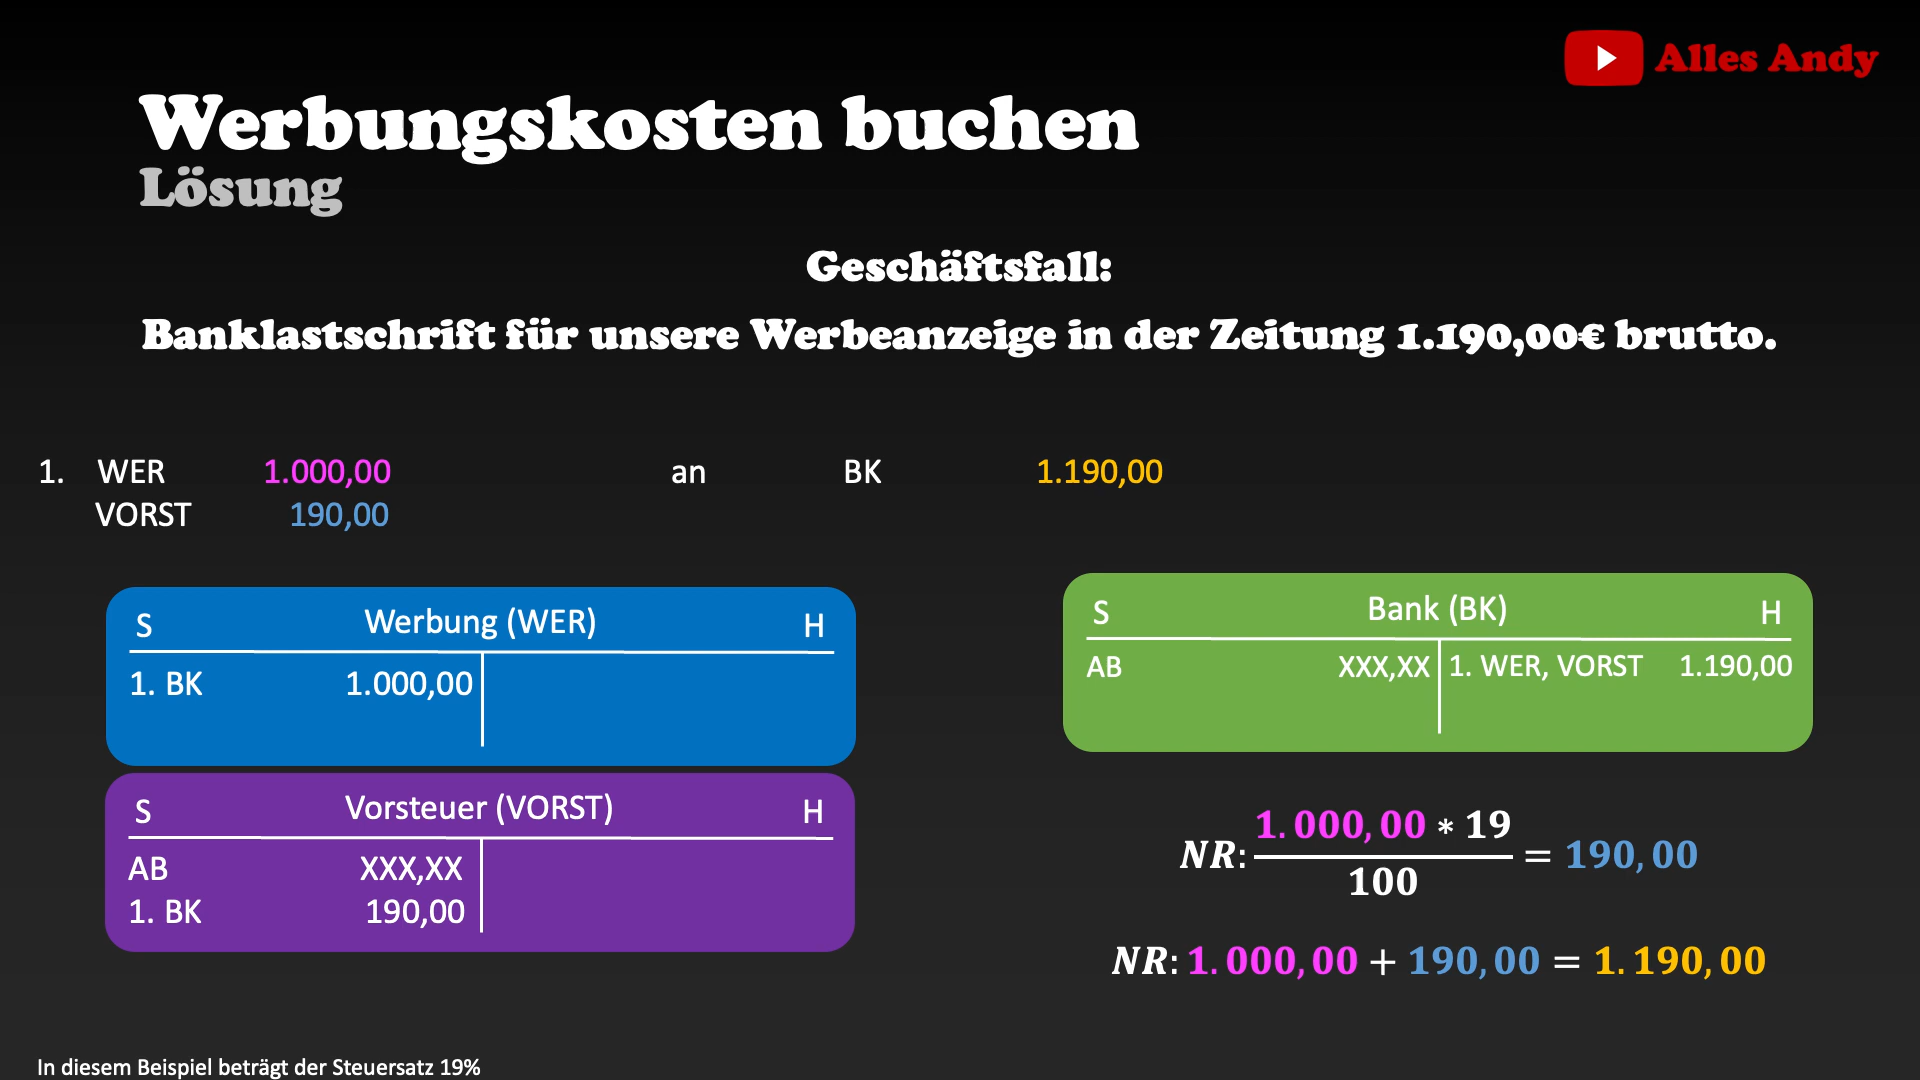 Alles Andy
Werbungskosten buchen
Lösung
Geschäftsfall:
Banklastschrift für unsere Werbeanzeige in der Zeitung 1.190,00€ brutto.
1. WER 1.000,00 an BK 1.190,00
VORST 190,00
S Werbung (WER) H
1. BK 1.000,00
S Bank (BK) H
AB XXX,XX 1. WER, VORST 1.190,00
S Vorsteuer (VORST) H
AB XXX,XX
1. BK 190,00
NR: 1.000,00 * 19 / 100 = 190,00
NR: 1.000,00 + 190,00 = 1.190,00
In diesem Beispiel beträgt der Steuersatz 19%